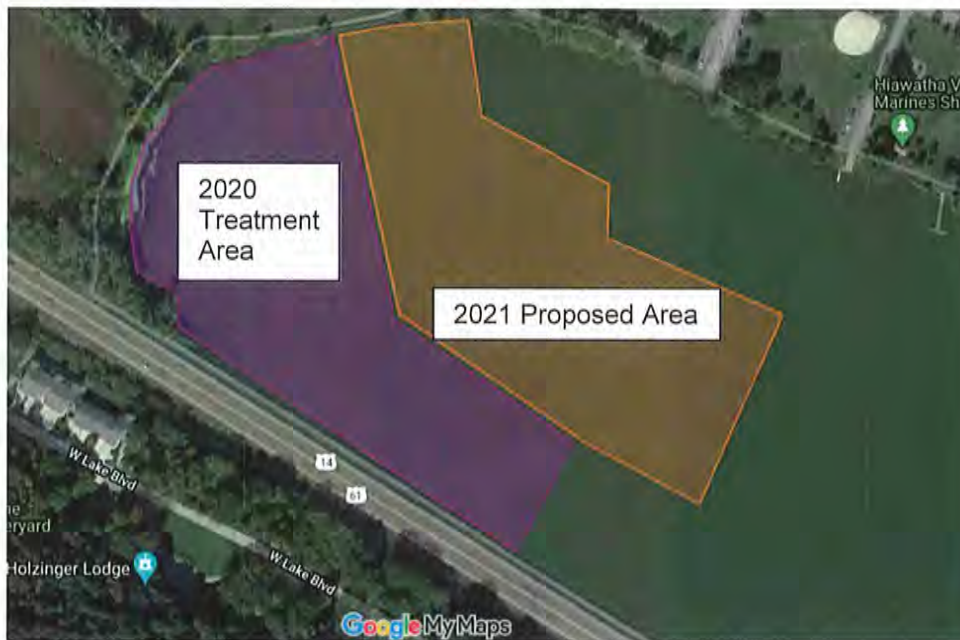 Hiawatha V
Marines Sh
2020
Treatment
Area
2021 Proposed Area
14
61
W Lake Blvd
ne
eryard
Holzinger Lodge
W Lake Blvd
Google My Maps